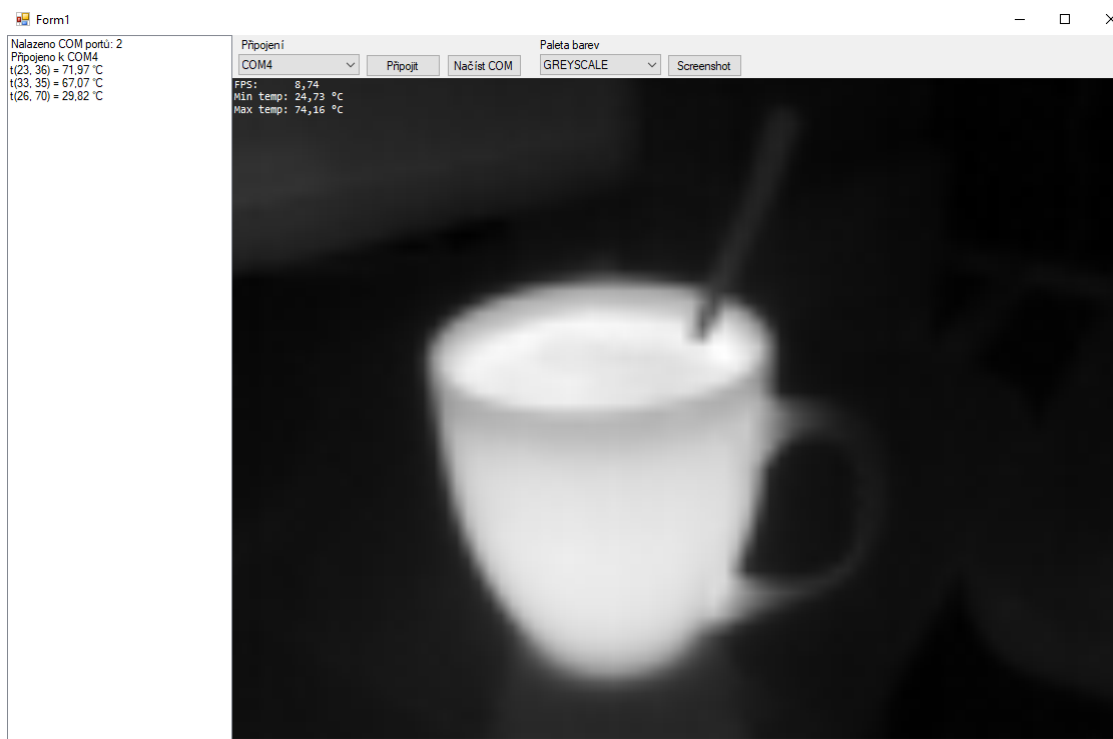 Form1
Nalazeno COM portů: 2
Připojeno k COM4
t(23, 36) = 71,97 °C
t(33, 35) = 67,07 °C
t(26, 70) = 29,82 °C
Připojení
Paleta barev
COM4
Připojit
Načíst COM
GREYSCALE
Screenshot
FPS: 8,74
Min temp: 24,73 °C
Max temp: 74,16 °C